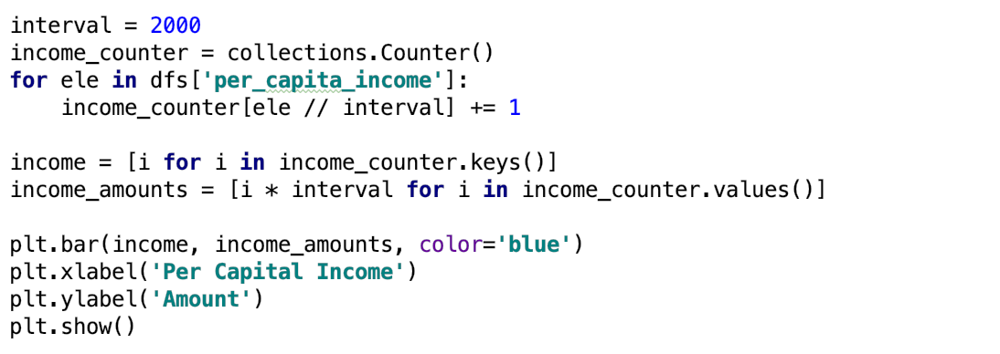 interval = 2000
income_counter = collections.Counter()
for ele in dfs['per_capita_income']:
    income_counter[ele // interval] += 1

income = [i for i in income_counter.keys()]
income_amounts = [i * interval for i in income_counter.values()]

plt.bar(income, income_amounts, color='blue')
plt.xlabel('Per Capital Income')
plt.ylabel('Amount')
plt.show()